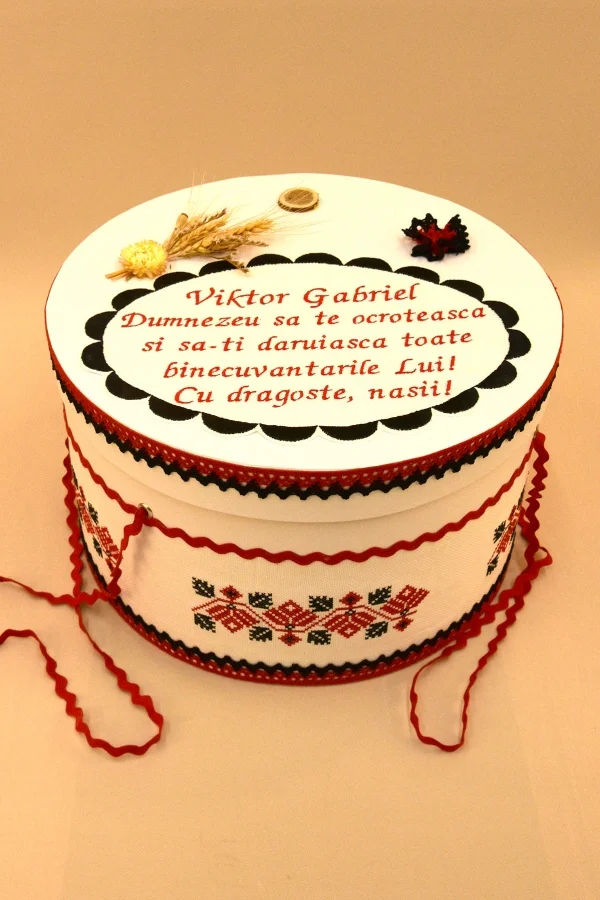 Viktor Gabriel
Dumnezeu sa te ocroteasca
si sa-ti daruiasca toate
binecuvantarile Lui!
Cu dragoste, nasii!